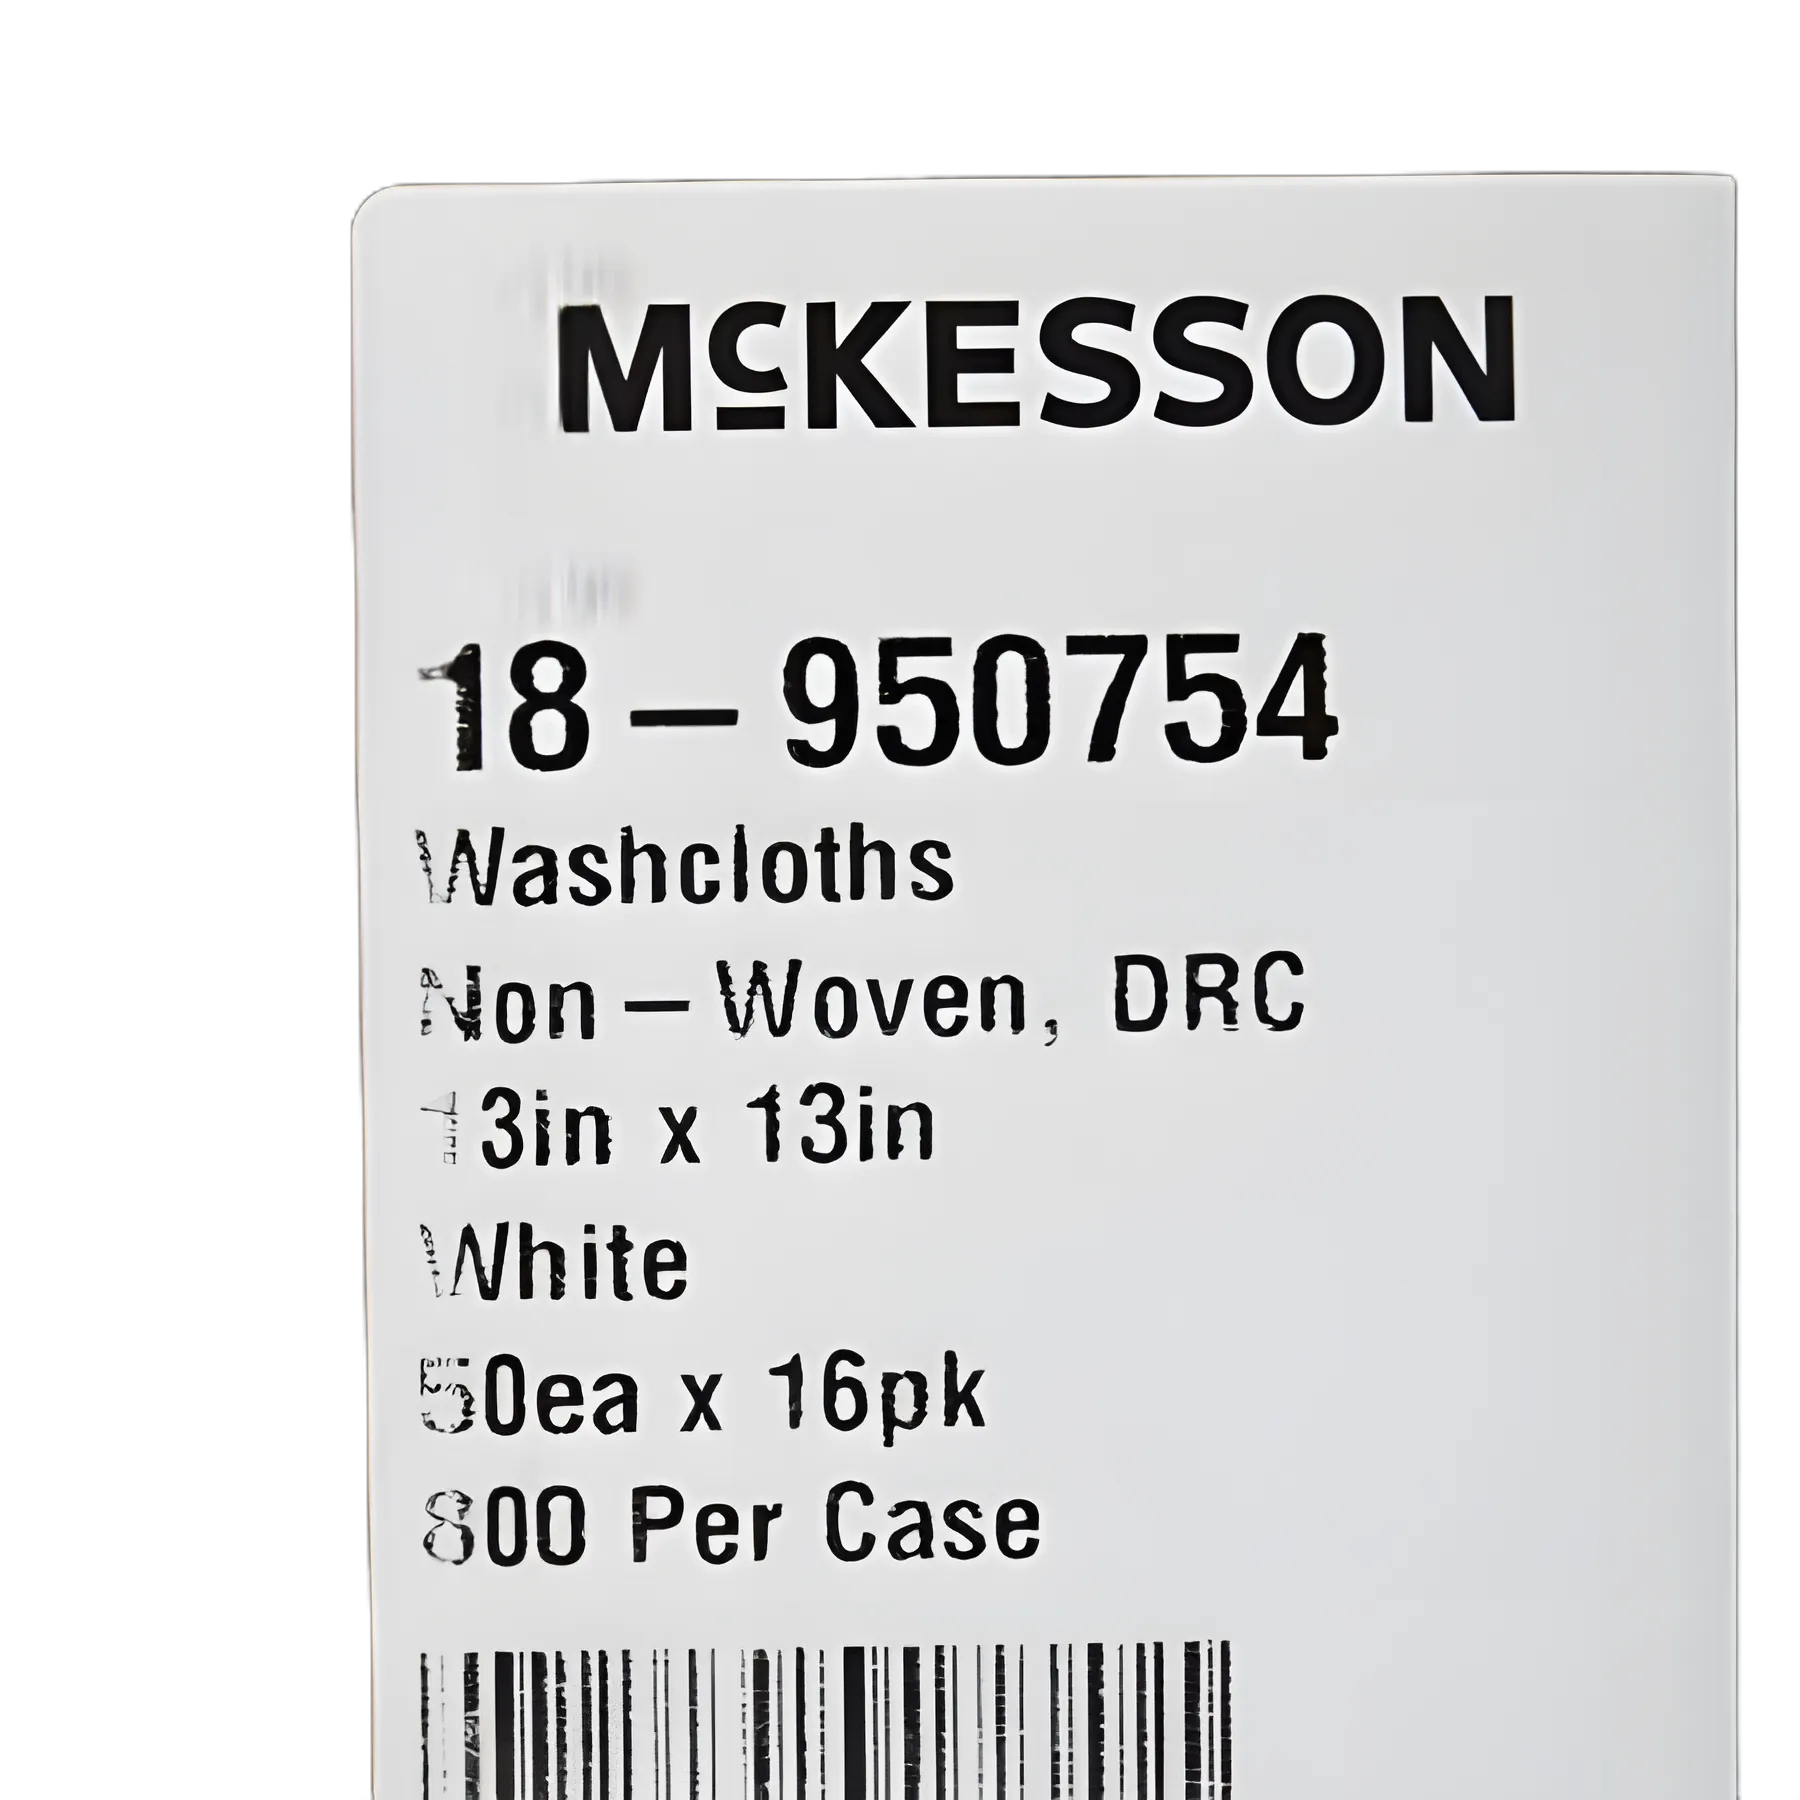 McKESSON
18-950754
Washcloths
Non-Woven, DRC
13in x 13in
White
50ea x 16pk
800 Per Case